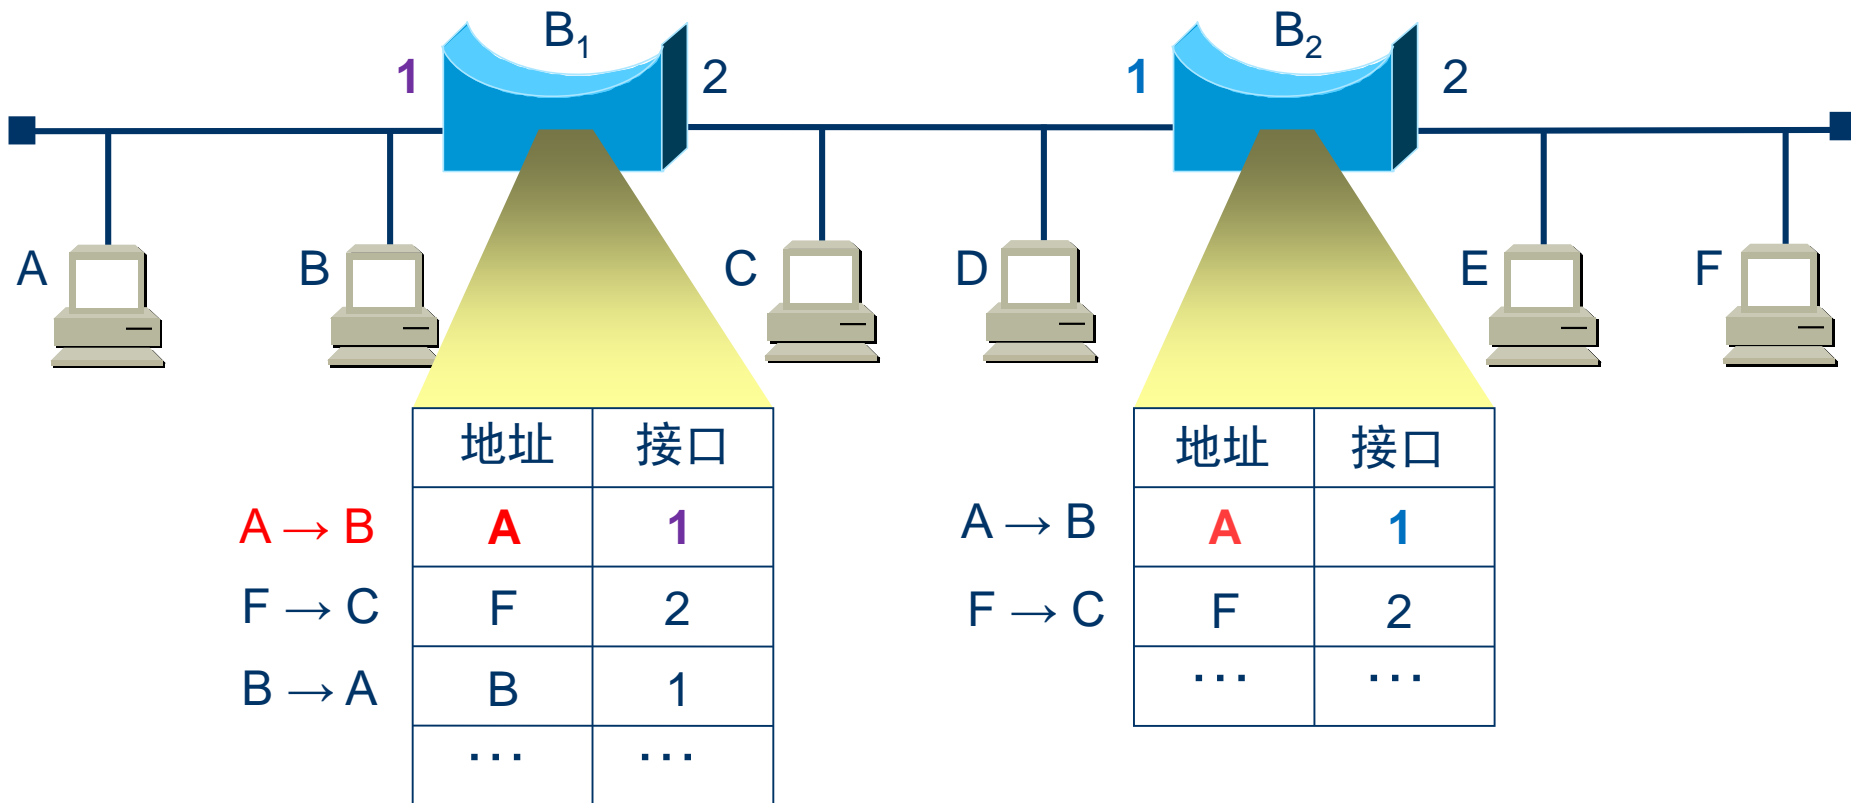 B₁
B₂
1
2
1
2
A
B
C
D
E
F
地址 接口
A → B A 1
F → C F 2
B → A B 1
... ...
地址 接口
A → B A 1
F → C F 2
... ...